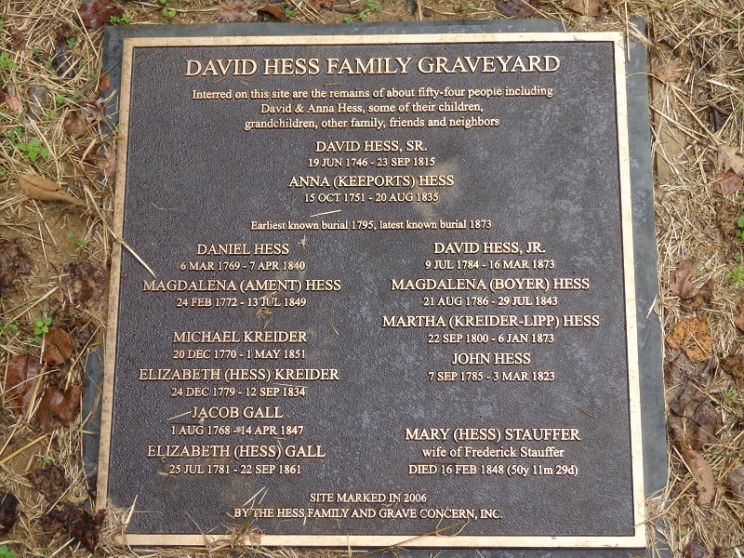 DAVID HESS FAMILY GRAVEYARD
Interred on this site are the remains of about fifty-four people including
David & Anna Hess, some of their children,
grandchildren, other family, friends and neighbors
DAVID HESS, SR.
19 JUN 1746 - 23 SEP 1815
ANNA (KEEPORTS) HESS
15 OCT 1751 - 20 AUG 1835
Earliest known burial 1795, latest known burial 1873
DANIEL HESS
6 MAR 1769 - 7 APR 1840
MAGDALENA (AMENT) HESS
24 FEB 1772 - 13 JUL 1849
MICHAEL KREIDER
20 DEC 1770 - 1 MAY 1851
ELIZABETH (HESS) KREIDER
24 DEC 1779 - 12 SEP 1834
JACOB GALL
1 AUG 1768 - 14 APR 1847
ELIZABETH (HESS) GALL
25 JUL 1781 - 22 SEP 1861
DAVID HESS, JR.
9 JUL 1784 - 16 MAR 1873
MAGDALENA (BOYER) HESS
21 AUG 1786 - 29 JUL 1843
MARTHA (KREIDER-LIPP) HESS
22 SEP 1800 - 6 JAN 1873
JOHN HESS
7 SEP 1785 - 3 MAR 1823
MARY (HESS) STAUFFER
wife of Frederick Stauffer
DIED 16 FEB 1848 (50y 11m 29d)
SITE MARKED IN 2006
BY THE HESS FAMILY AND GRAVE CONCERN, INC.